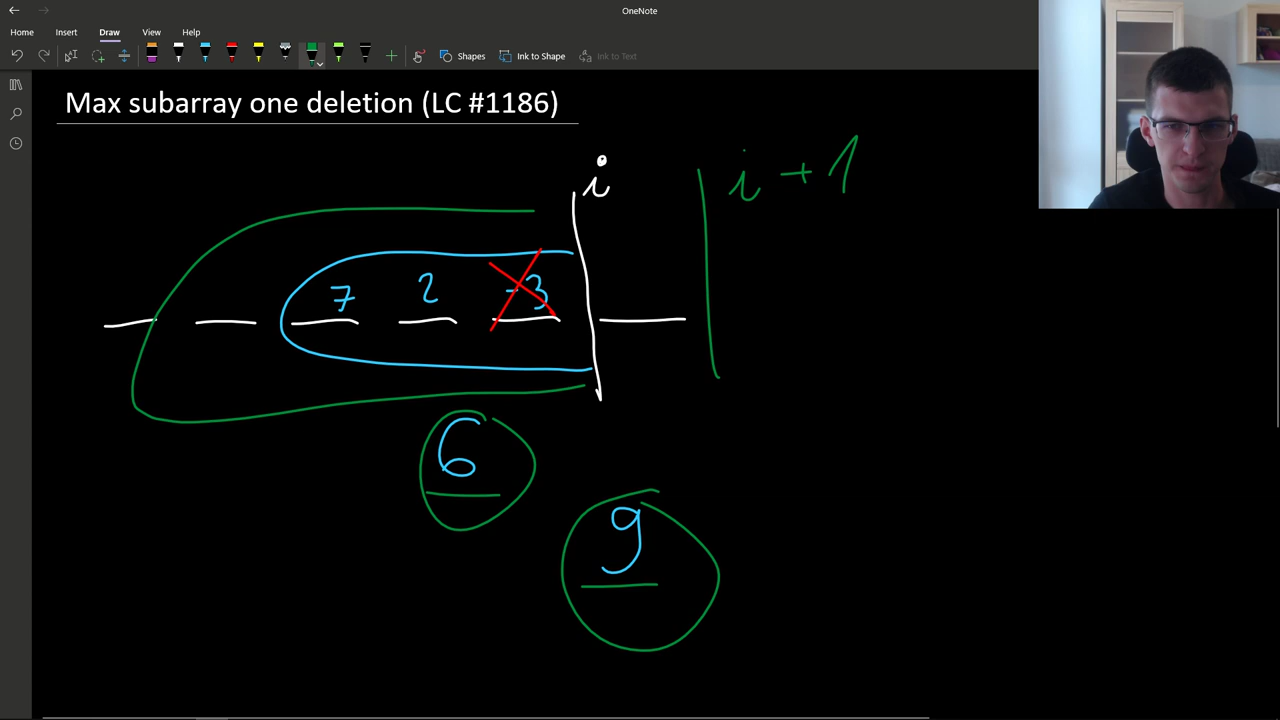 OneNote
Home Insert Draw View Help
Shapes Ink to Shape Ink to Text
Max subarray one deletion (LC #1186)
i
i + 1
7 2 -3
6
9